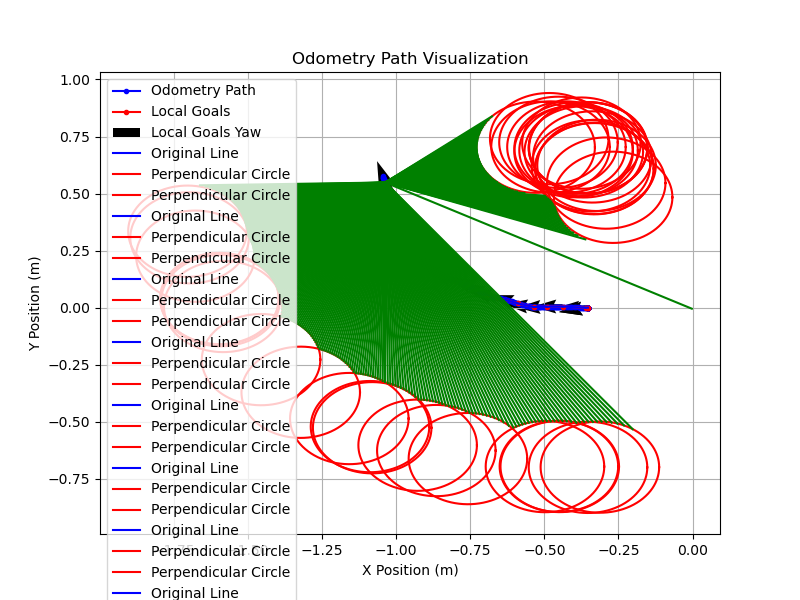 Odometry Path Visualization
1.00
0.75
0.50
0.25
0.00
−0.25
−0.50
−0.75
Y Position (m)
Odometry Path
Local Goals
Local Goals Yaw
Original Line
Perpendicular Circle
Perpendicular Circle
Original Line
Perpendicular Circle
Perpendicular Circle
Original Line
Perpendicular Circle
Perpendicular Circle
Original Line
Perpendicular Circle
Perpendicular Circle
Original Line
Perpendicular Circle
Perpendicular Circle
Original Line
Perpendicular Circle
Perpendicular Circle
Original Line
Perpendicular Circle
Perpendicular Circle
Original Line
−1.25
−1.00
−0.75
−0.50
−0.25
0.00
X Position (m)